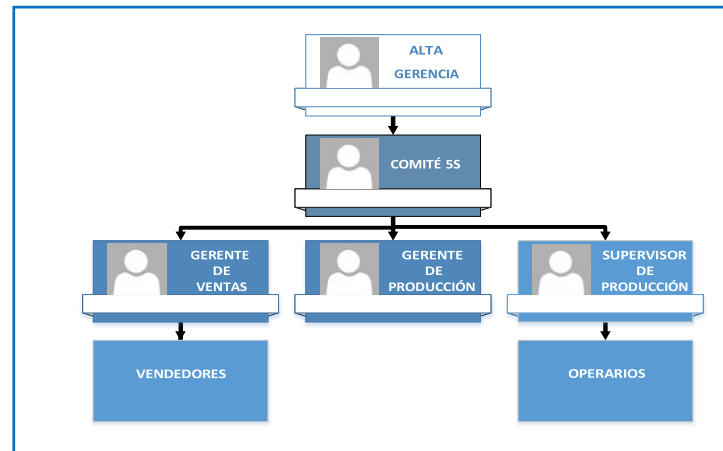 ALTA
GERENCIA
COMITÉ 5S
GERENTE
DE
VENTAS
GERENTE
DE
PRODUCCIÓN
SUPERVISOR
DE
PRODUCCIÓN
VENDEDORES
OPERARIOS